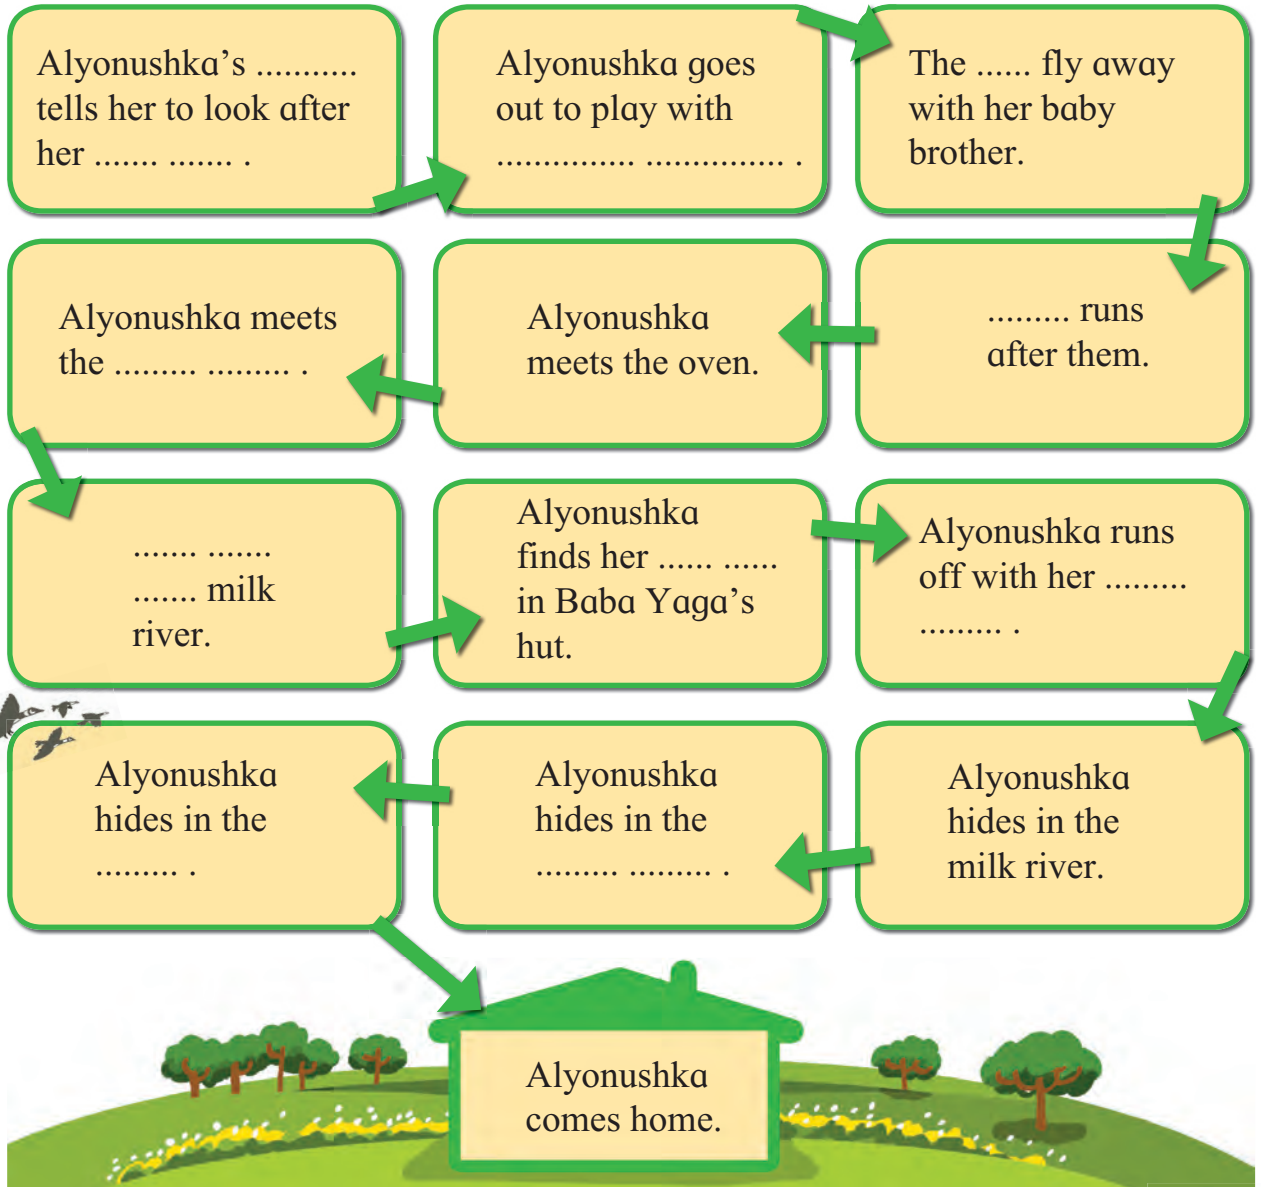 Alyonushka's ...........
tells her to look after
her ....... ....... .
Alyonushka goes
out to play with
............... ............... .
The ...... fly away
with her baby
brother.
......... runs
after them.
Alyonushka
meets the oven.
Alyonushka meets
the ......... ......... .
....... .......
....... milk
river.
Alyonushka
finds her ...... ......
in Baba Yaga's
hut.
Alyonushka runs
off with her .........
......... .
Alyonushka
hides in the
milk river.
Alyonushka
hides in the
......... ......... .
Alyonushka
hides in the
......... .
Alyonushka
comes home.